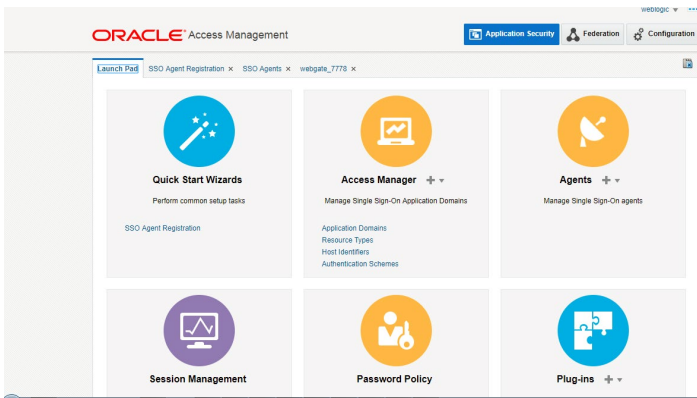 weblogic
ORACLE Access Management
Application Security
Federation
Configuration
Launch Pad
SSO Agent Registration ×
SSO Agents ×
webgate_7778 ×
Quick Start Wizards
Perform common setup tasks
SSO Agent Registration
Access Manager
Manage Single Sign-On Application Domains
Application Domains
Resource Types
Host Identifiers
Authentication Schemes
Agents
Manage Single Sign-On agents
Session Management
Password Policy
Plug-ins